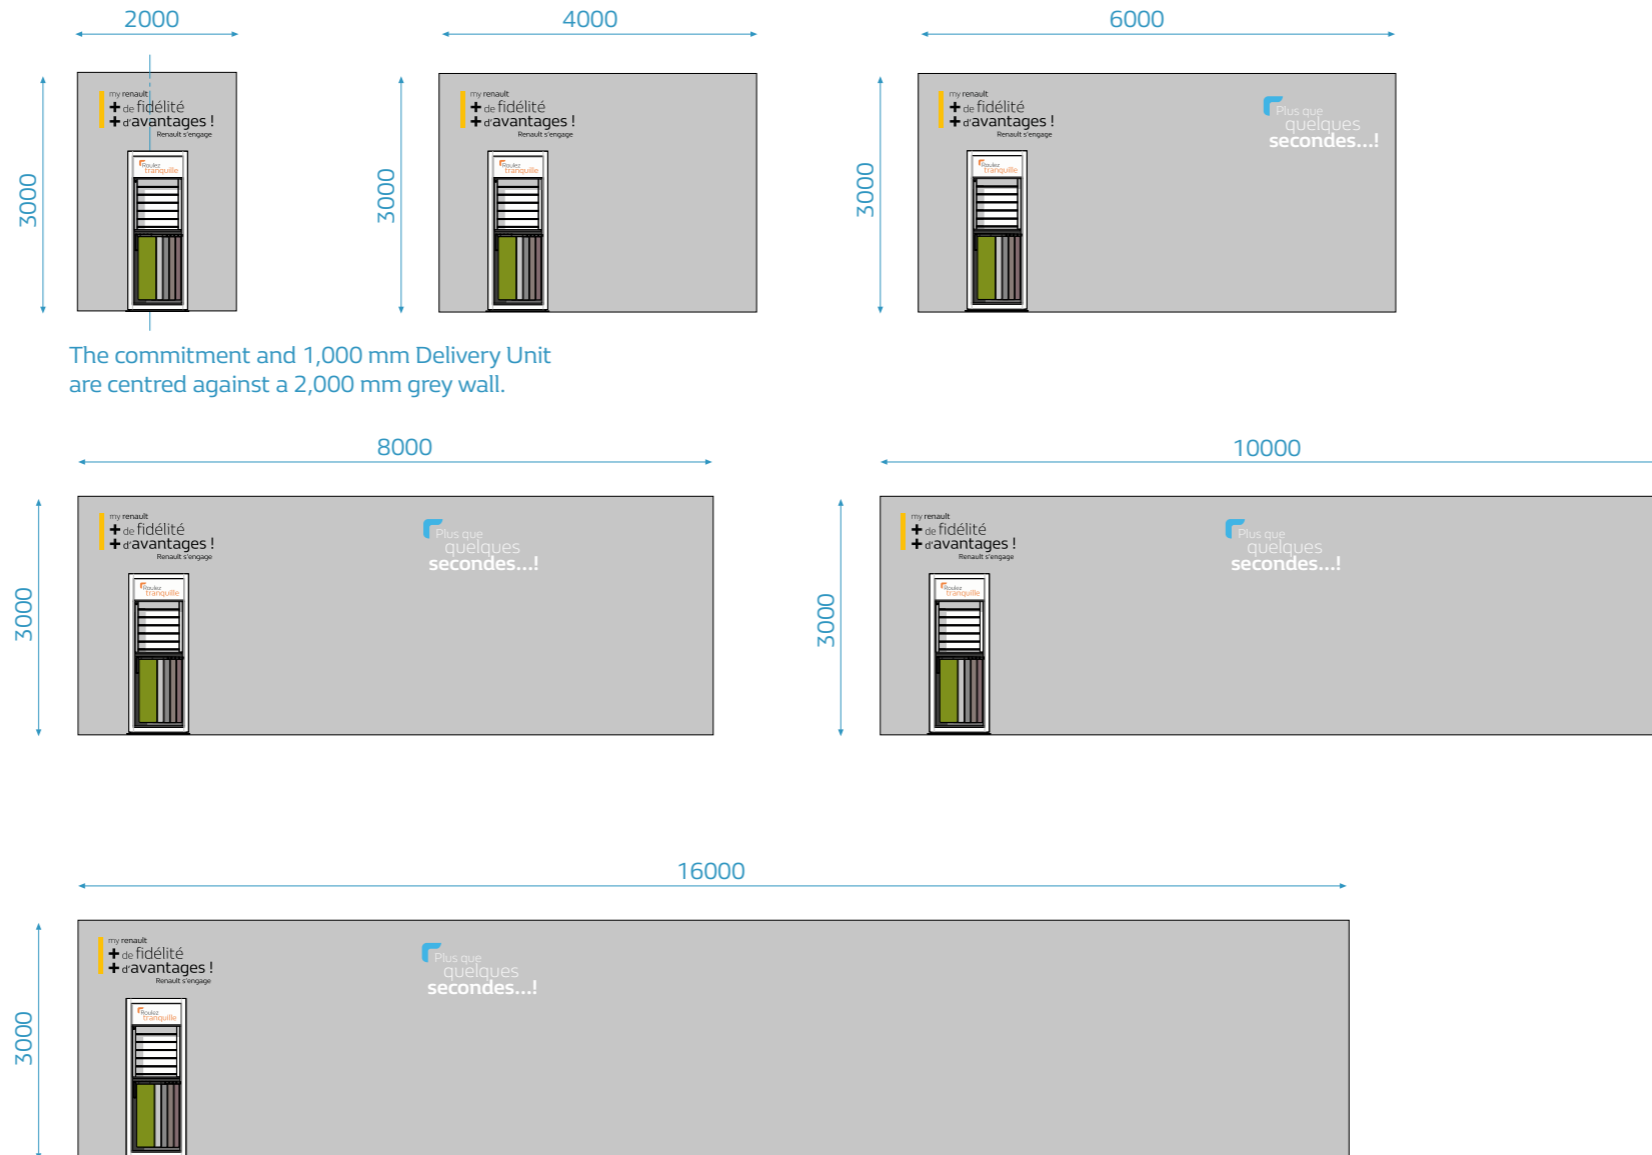 2000
4000
6000
3000
my renault
+ de fidélité
+ d'avantages !
Renault s'engage
Roulez
tranquille
3000
my renault
+ de fidélité
+ d'avantages !
Renault s'engage
Roulez
tranquille
3000
my renault
+ de fidélité
+ d'avantages !
Renault s'engage
Roulez
tranquille
Plus que
quelques
secondes...!
The commitment and 1,000 mm Delivery Unit
are centred against a 2,000 mm grey wall.
8000
10000
3000
my renault
+ de fidélité
+ d'avantages !
Renault s'engage
Roulez
tranquille
Plus que
quelques
secondes...!
3000
my renault
+ de fidélité
+ d'avantages !
Renault s'engage
Roulez
tranquille
Plus que
quelques
secondes...!
16000
3000
my renault
+ de fidélité
+ d'avantages !
Renault s'engage
Roulez
tranquille
Plus que
quelques
secondes...!